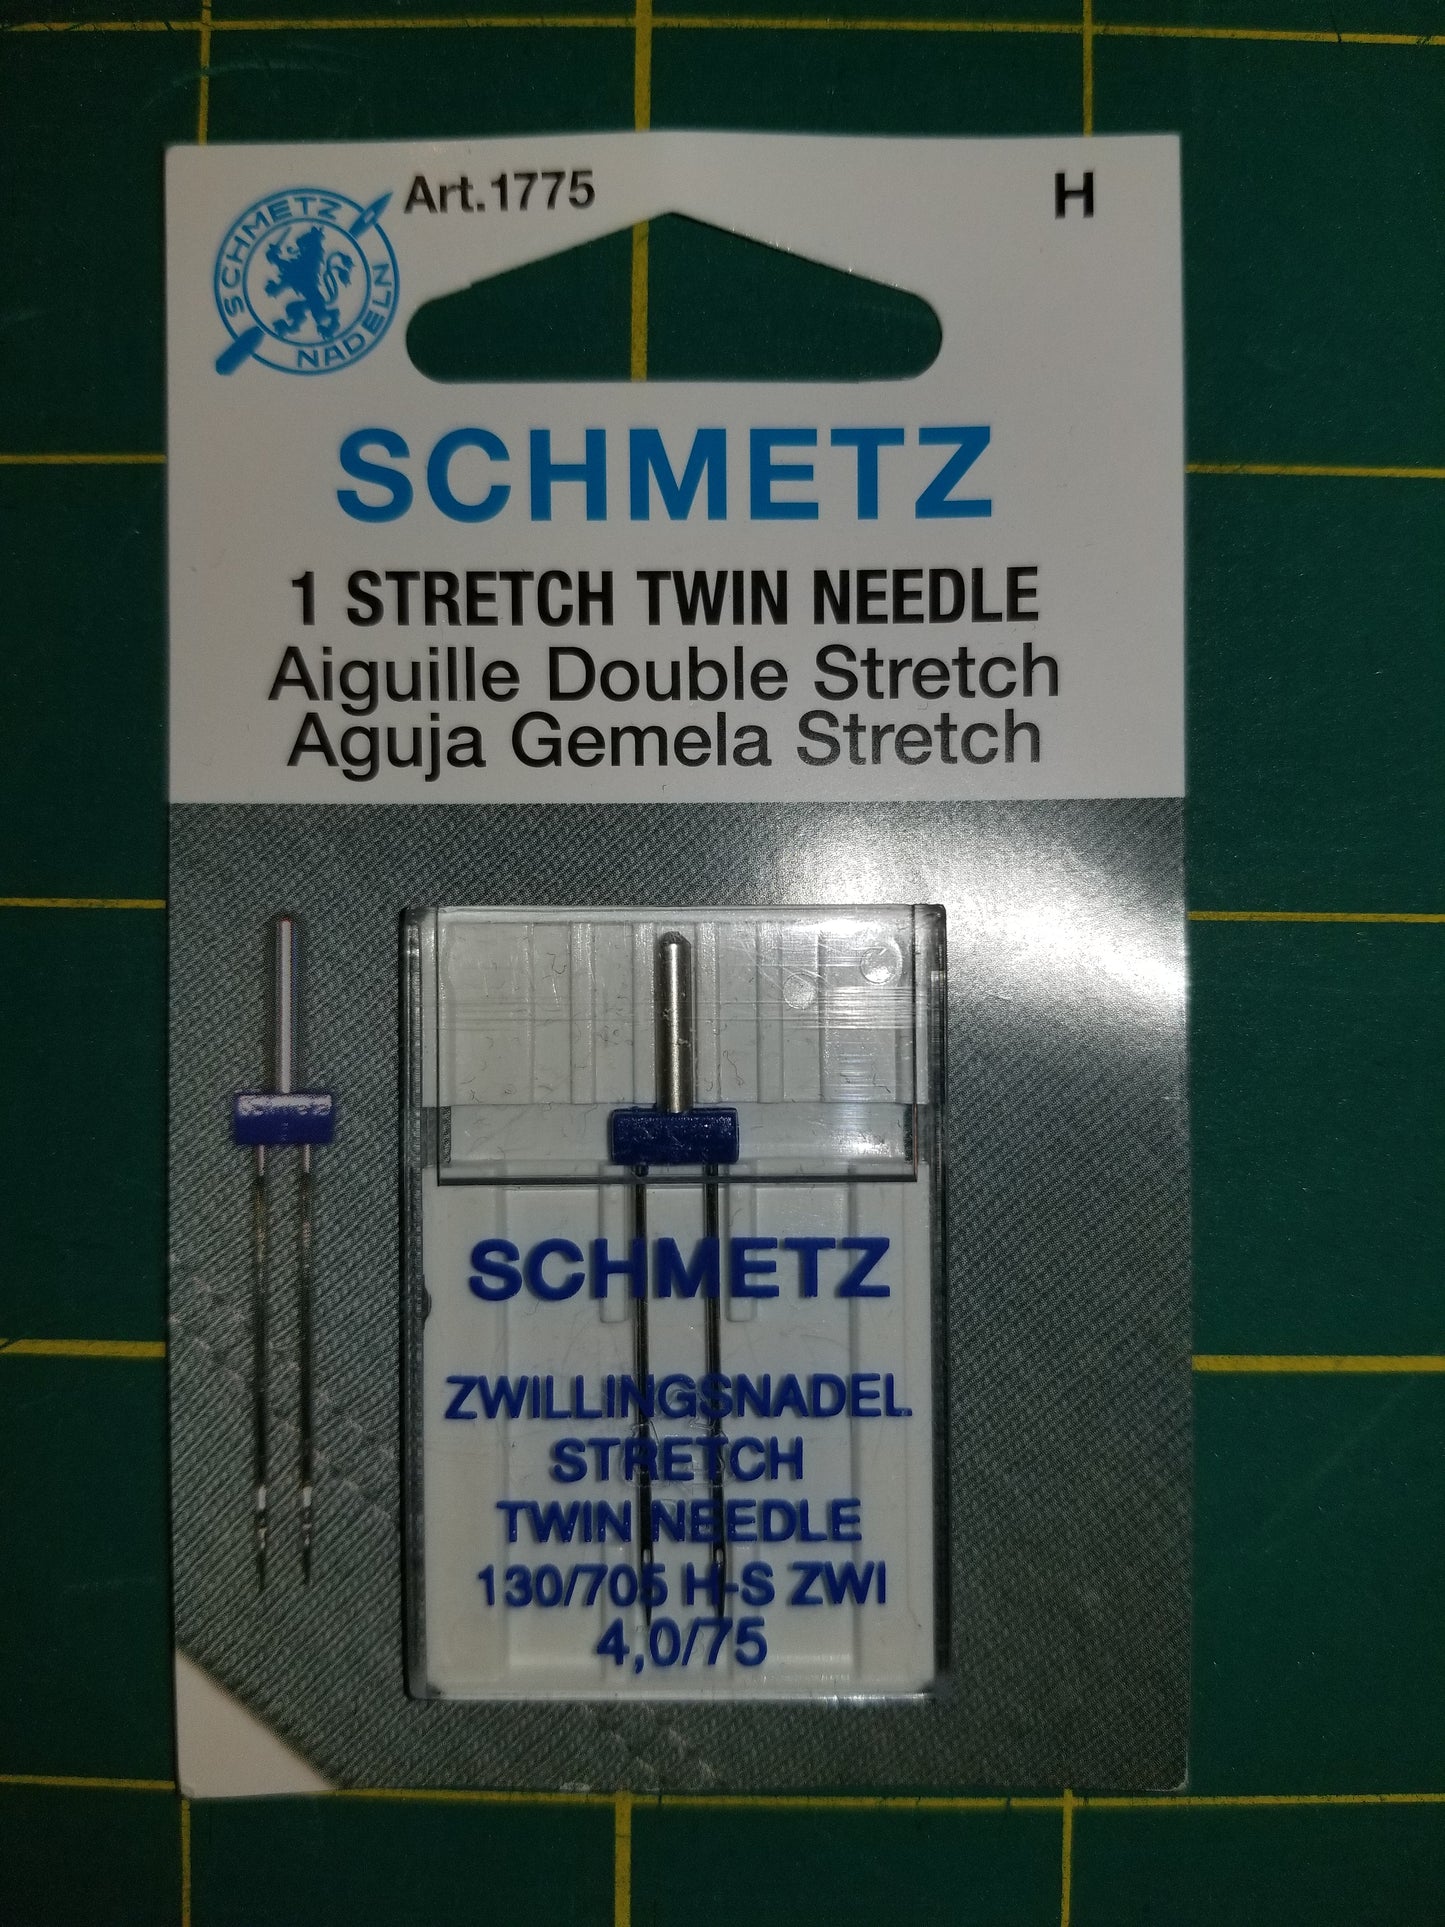 Art.1775
H
SCHMETZ
NADELN
SCHMETZ
1 STRETCH TWIN NEEDLE
Aiguille Double Stretch
Aguja Gemela Stretch
Schmetz
SCHMETZ
ZWILLINGSNADEL
STRETCH
TWIN NEEDLE
130/705 H-S ZWI
4,0/75